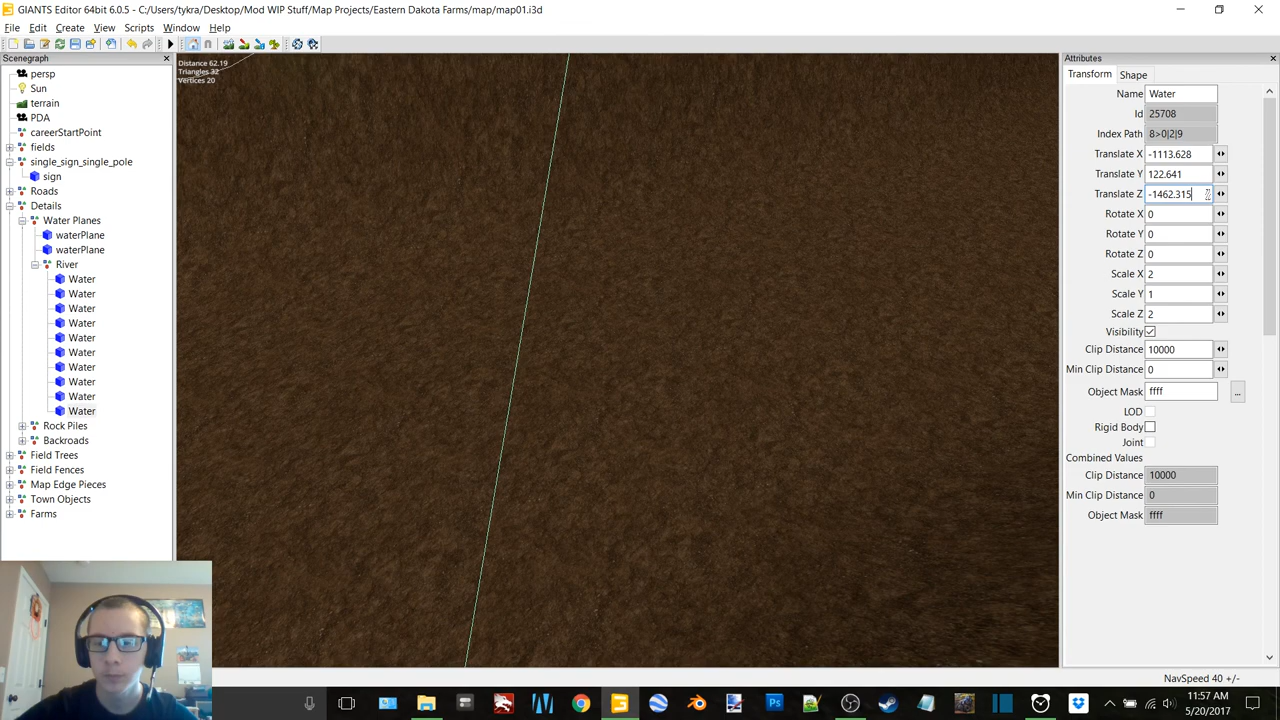 GIANTS Editor 64bit 6.0.5 - C:/Users/tykra/Desktop/Mod WIP Stuff/Map Projects/Eastern Dakota Farms/map/map01.i3d
File Edit Create View Scripts Window Help
Scenegraph
persp
Sun
terrain
PDA
careerStartPoint
fields
single_sign_single_pole
sign
Roads
Details
Water Planes
waterPlane
waterPlane
River
Water
Water
Water
Water
Water
Water
Water
Water
Water
Water
Rock Piles
Backroads
Field Trees
Field Fences
Map Edge Pieces
Town Objects
Farms
Distance 62.19
Triangles 32
Vertices 20
Attributes
Transform Shape
Name Water
Id 25708
Index Path 8>0|2|9
Translate X -1113.628
Translate Y 122.641
Translate Z -1462.315
Rotate X 0
Rotate Y 0
Rotate Z 0
Scale X 2
Scale Y 1
Scale Z 2
Visibility
Clip Distance 10000
Min Clip Distance 0
Object Mask ffff ...
LOD
Rigid Body
Joint
Combined Values
Clip Distance 10000
Min Clip Distance 0
Object Mask ffff
NavSpeed 40 +/-
11:57 AM
5/20/2017